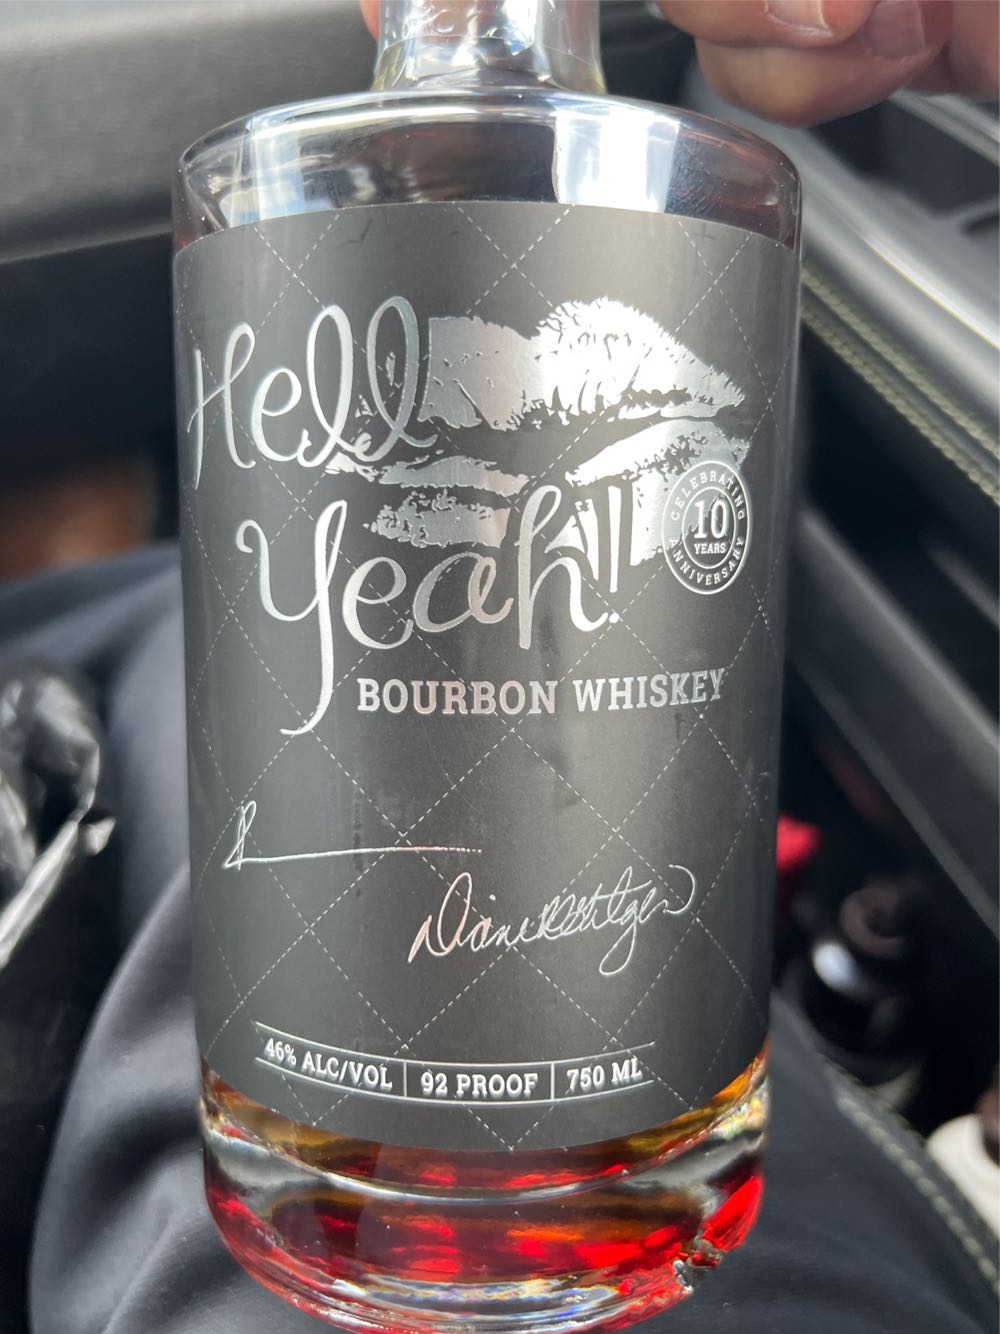 Hell
Yeah!
CELEBRATING
10
YEARS
ANNIVERSARY
BOURBON WHISKEY
46% ALC/VOL | 92 PROOF | 750 ML